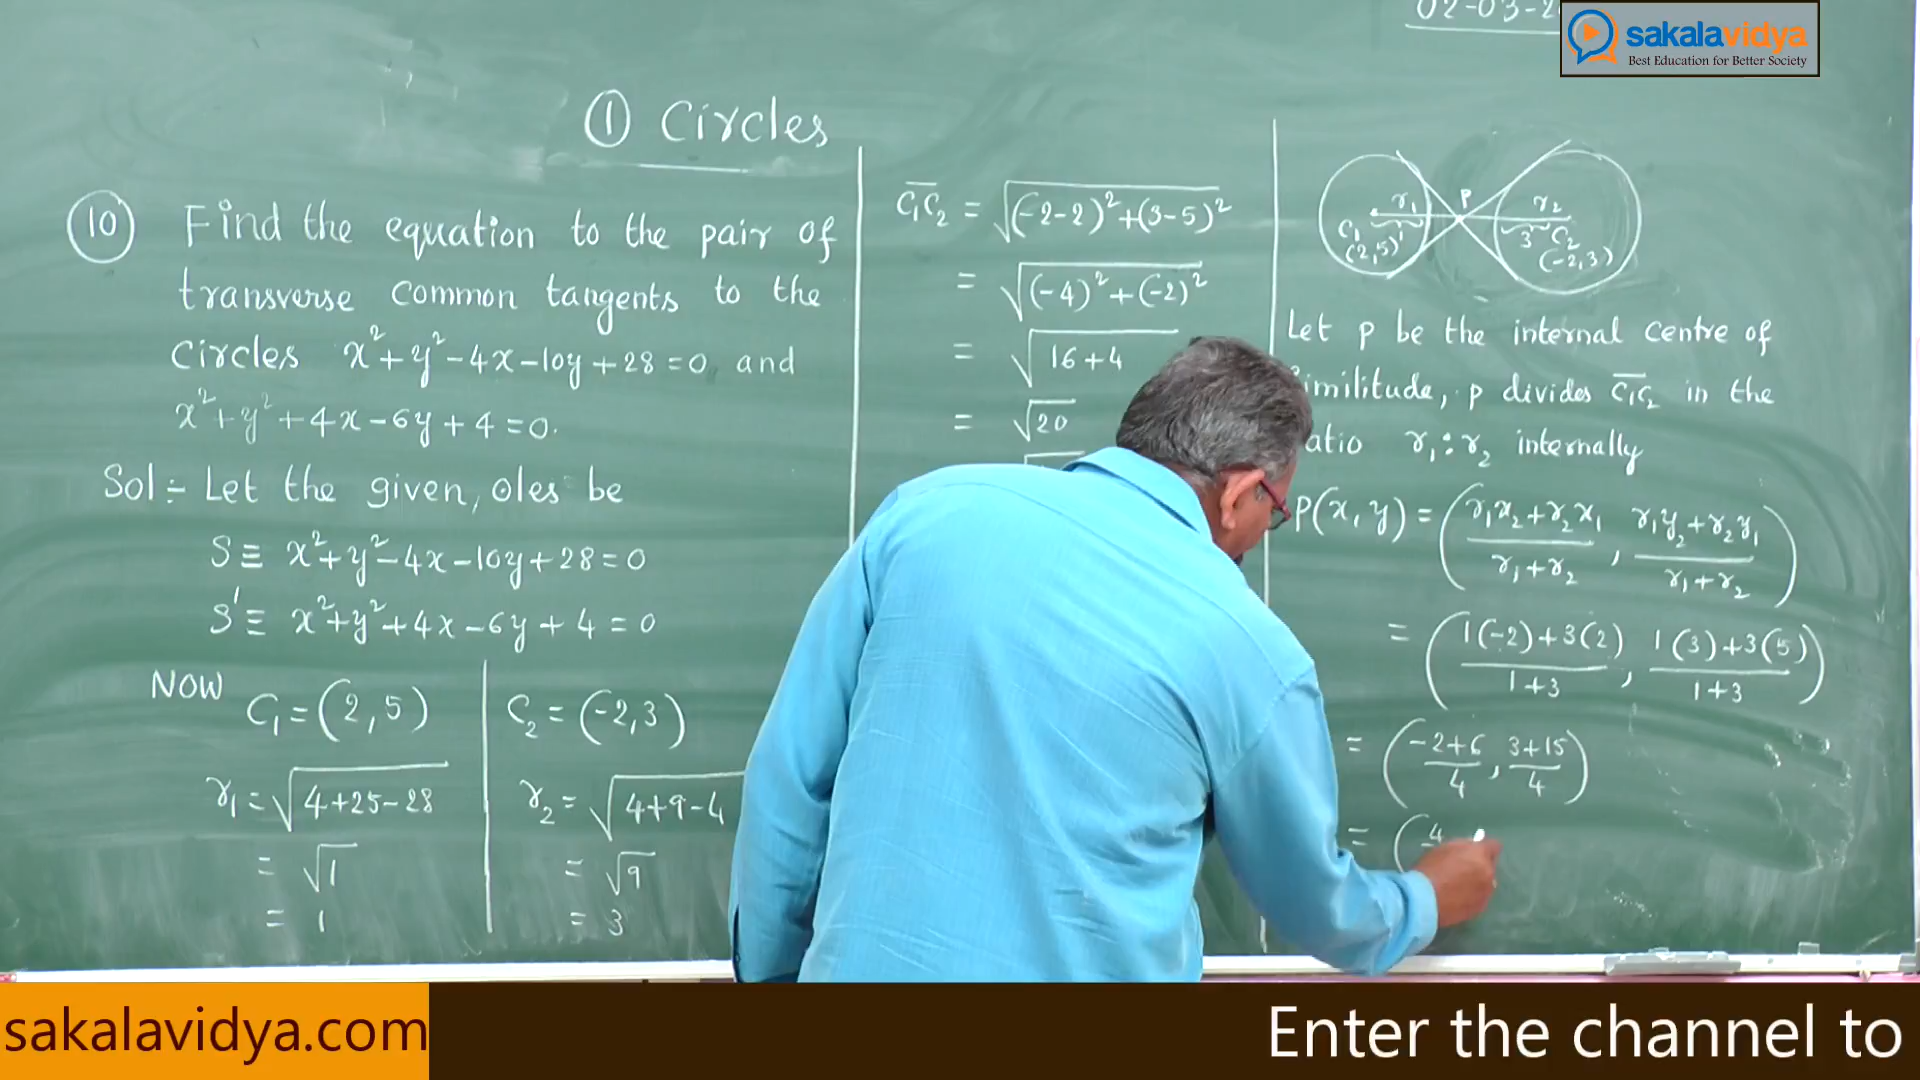 02-03-2
sakalavidya
Best Education for Better Society
① Circles
⑩ Find the equation to the pair of
transverse common tangents to the
circles x²+y²-4x-10y+28=0 and
x²+y²+4x-6y+4=0.
Sol:- Let the given, oles be
S ≡ x²+y²-4x-10y+28=0
S' ≡ x²+y²+4x-6y+4=0
Now C₁=(2,5)
r₁=√(4+25-28)
= √1
= 1
C₂=(-2,3)
r₂=√(4+9-4
= √9
= 3
C₁C₂ = √((-2-2)²+(3-5)²)
= √((-4)²+(-2)²)
= √(16+4)
= √20
r₁ P r₂
C₁ 1 3 C₂
(2,5) (-2,3)
Let P be the internal centre of
imilitude, P divides C₁C₂ in the
atio r₁:r₂ internally
P(x,y) = ((r₁x₂+r₂x₁)/(r₁+r₂), (r₁y₂+r₂y₁)/(r₁+r₂))
= ((1(-2)+3(2))/(1+3), (1(3)+3(5))/(1+3))
= ((-2+6)/4, (3+15)/4)
= (4
sakalavidya.com
Enter the channel to